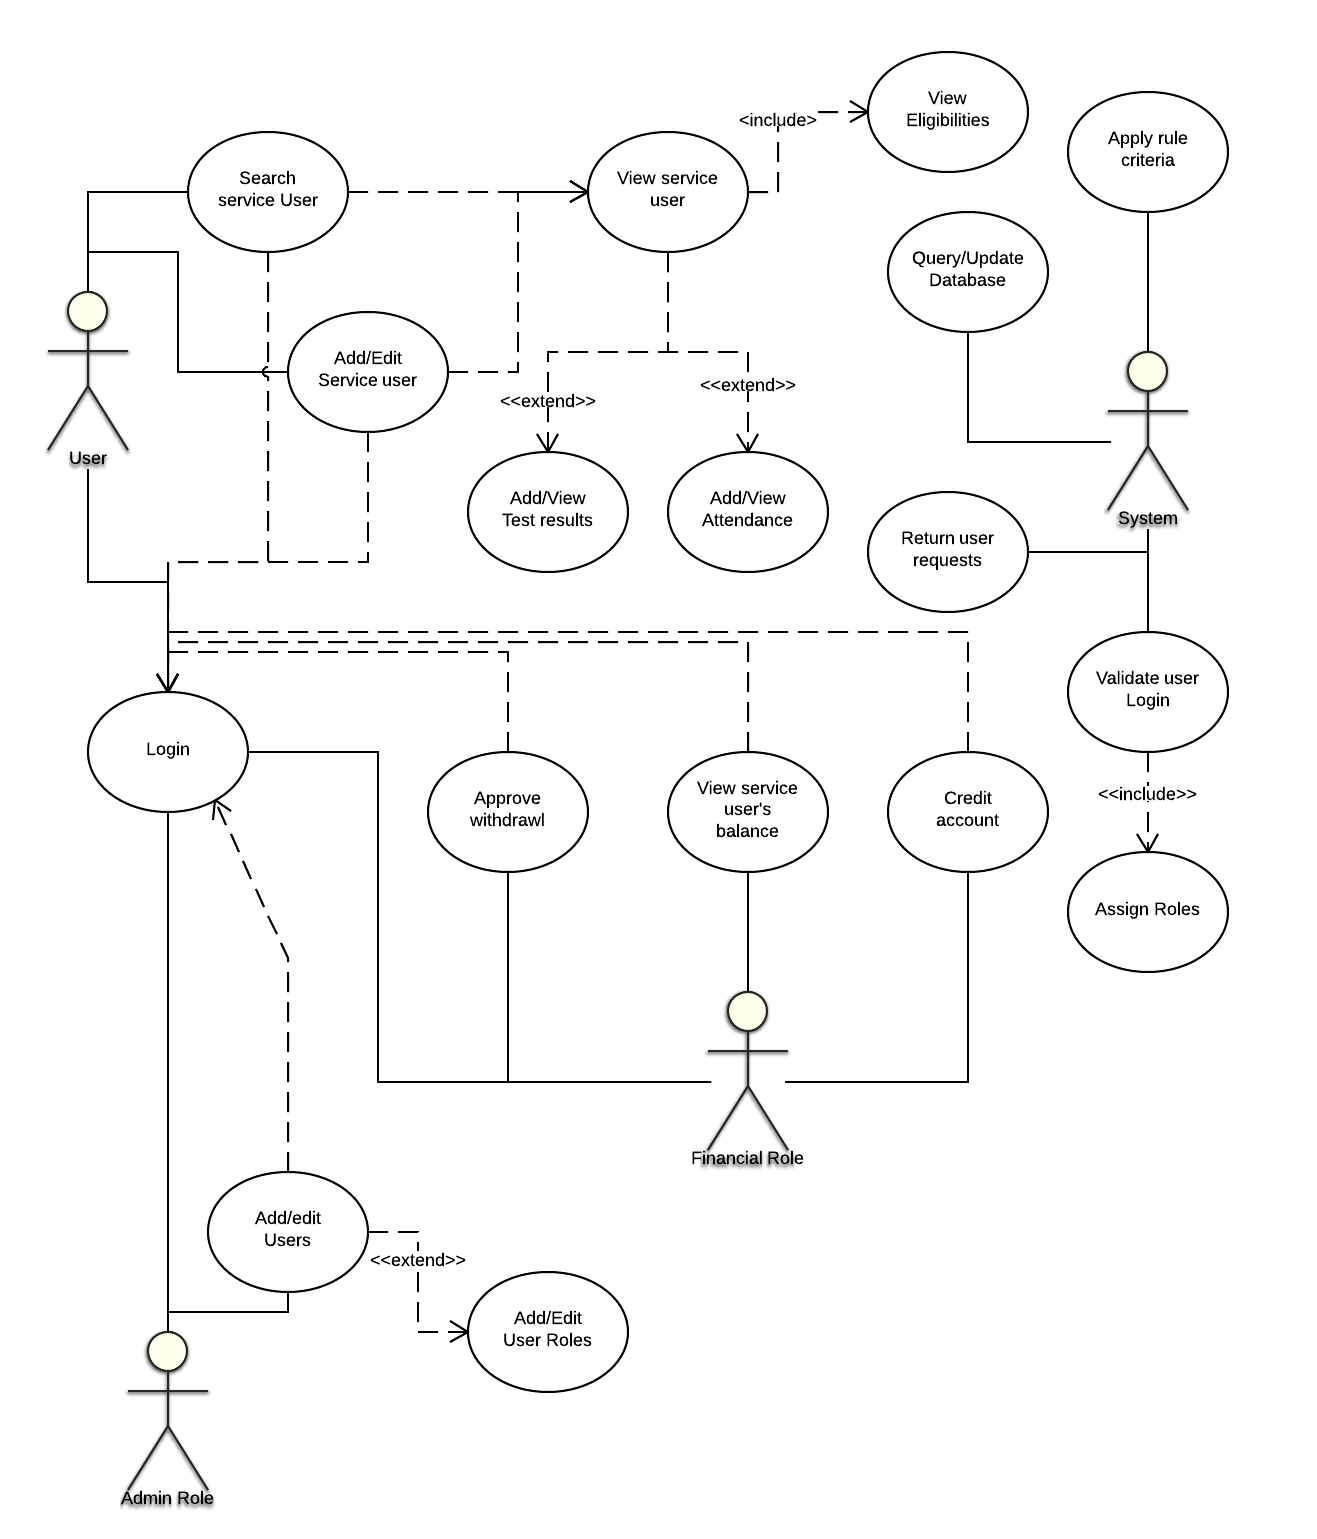 View
Eligibilities
<include>
Apply rule
criteria
Search
service User
View service
user
Query/Update
Database
Add/Edit
Service user
<<extend>>
<<extend>>
User
Add/View
Test results
Add/View
Attendance
System
Return user
requests
Validate user
Login
Login
Approve
withdrawl
View service
user's
balance
Credit
account
<<include>>
Assign Roles
Financial Role
Add/edit
Users
<<extend>>
Add/Edit
User Roles
Admin Role